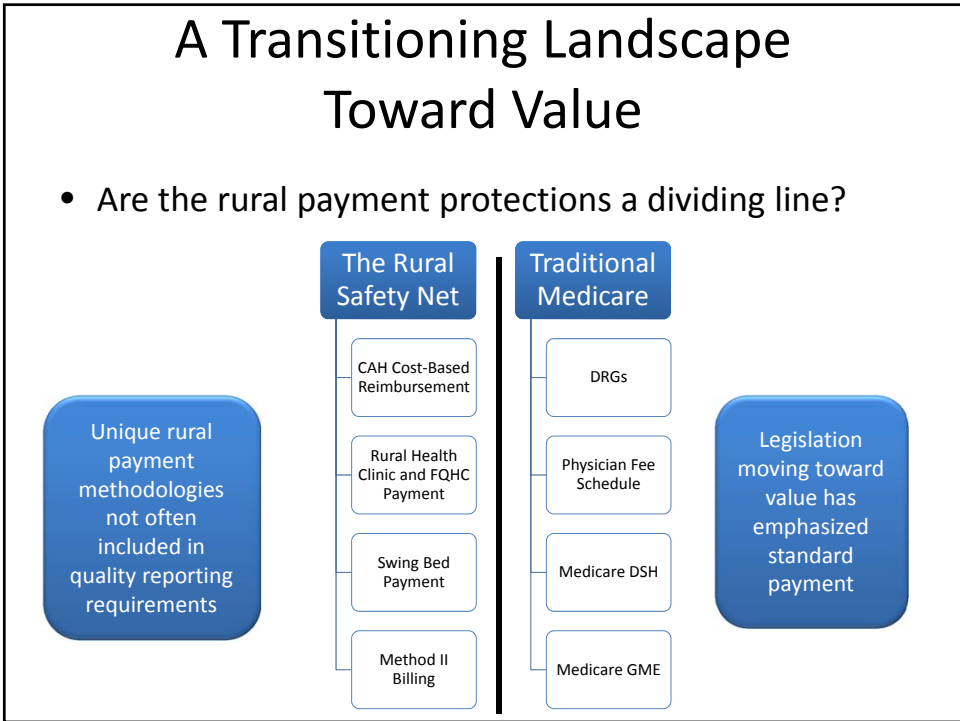 A Transitioning Landscape
Toward Value
• Are the rural payment protections a dividing line?
The Rural
Safety Net
CAH Cost-Based
Reimbursement
Rural Health
Clinic and FQHC
Payment
Swing Bed
Payment
Method II
Billing
Traditional
Medicare
DRGs
Physician Fee
Schedule
Medicare DSH
Medicare GME
Unique rural
payment
methodologies
not often
included in
quality reporting
requirements
Legislation
moving toward
value has
emphasized
standard
payment